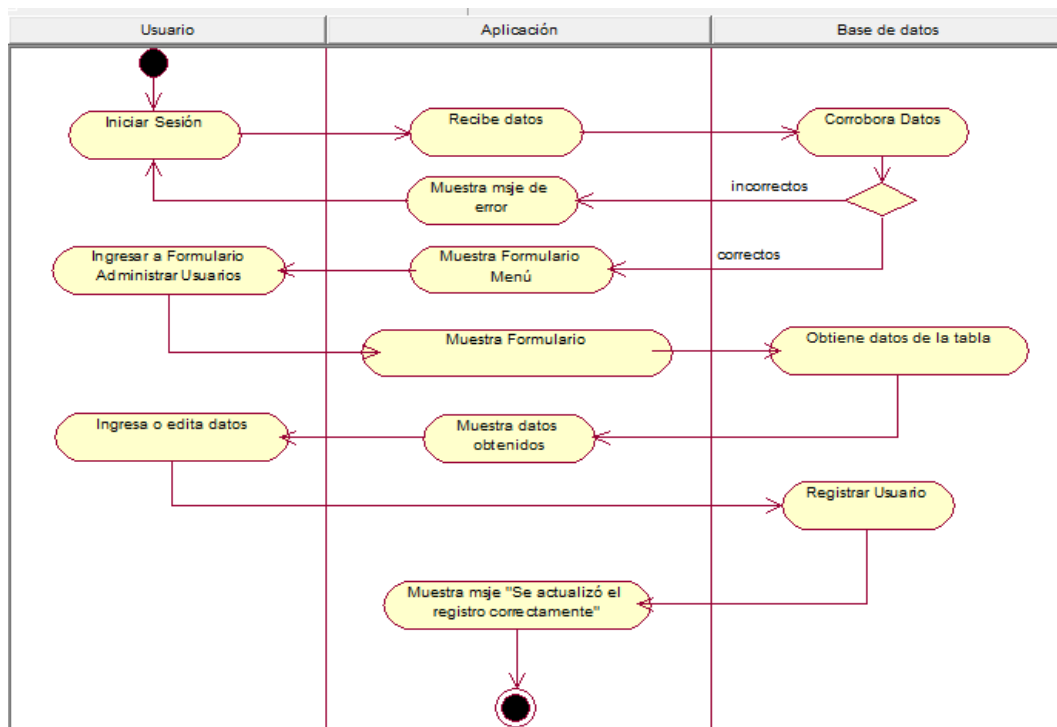 Usuario
Aplicación
Base de datos
Iniciar Sesión
Recibe datos
Corrobora Datos
Muestra msje de
error
incorrectos
Ingresar a Formulario
Administrar Usuarios
Muestra Formulario
Menú
correctos
Muestra Formulario
Obtiene datos de la tabla
Ingresa o edita datos
Muestra datos
obtenidos
Registrar Usuario
Muestra msje "Se actualizó el
registro correctamente"